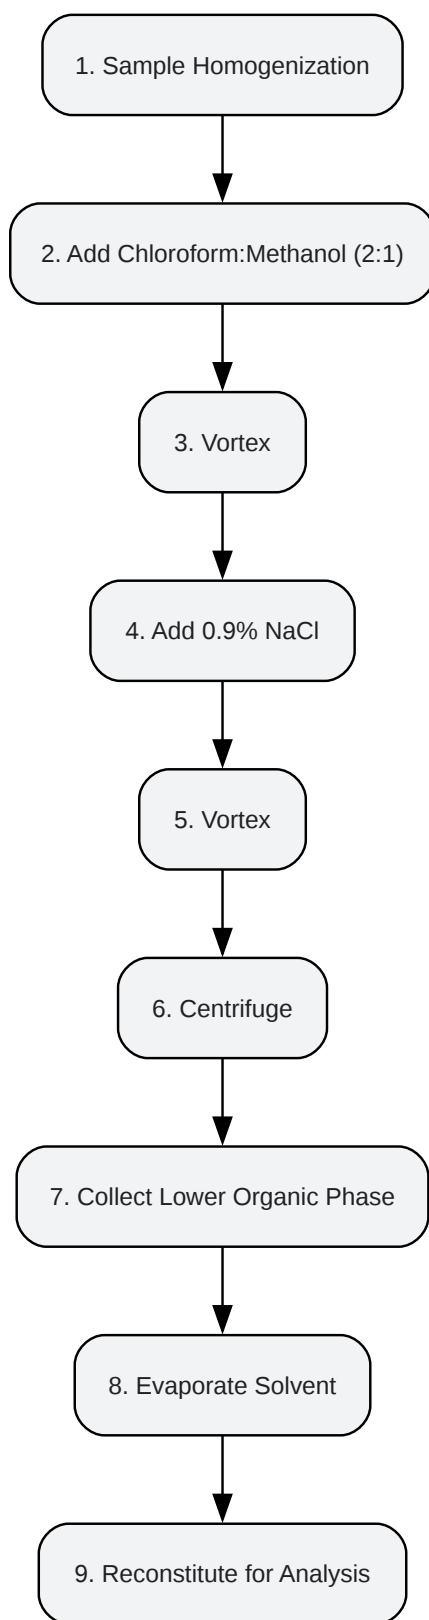 1. Sample Homogenization
2. Add Chloroform:Methanol (2:1)
3. Vortex
4. Add 0.9% NaCl
5. Vortex
6. Centrifuge
7. Collect Lower Organic Phase
8. Evaporate Solvent
9. Reconstitute for Analysis